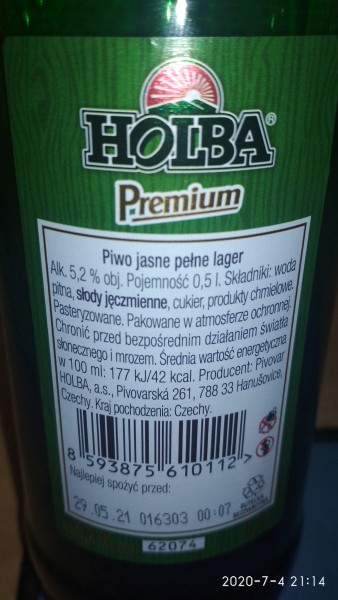 HOLBA®
Premium
Piwo jasne pełne lager
Alk. 5,2 % obj. Pojemność 0,5 l. Składniki: woda
pitna, słody jęczmienne, cukier, produkty chmielowe.
Pasteryzowane. Pakowane w atmosferze ochronnej.
Chronić przed bezpośrednim działaniem światła
słonecznego i mrozem. Średnia wartość energetyczna
w 100 ml: 177 kJ/42 kcal. Producent: Pivovar
HOLBA, a.s., Pivovarská 261, 788 33 Hanušovice,
Czechy. Kraj pochodzenia: Czechy.
8 593875 610112 >
Najlepiej spożyć przed:
29.05.21 016303 00:07
BUTELKA
BEZZWROTNA
62074
2020-7-4 21:14